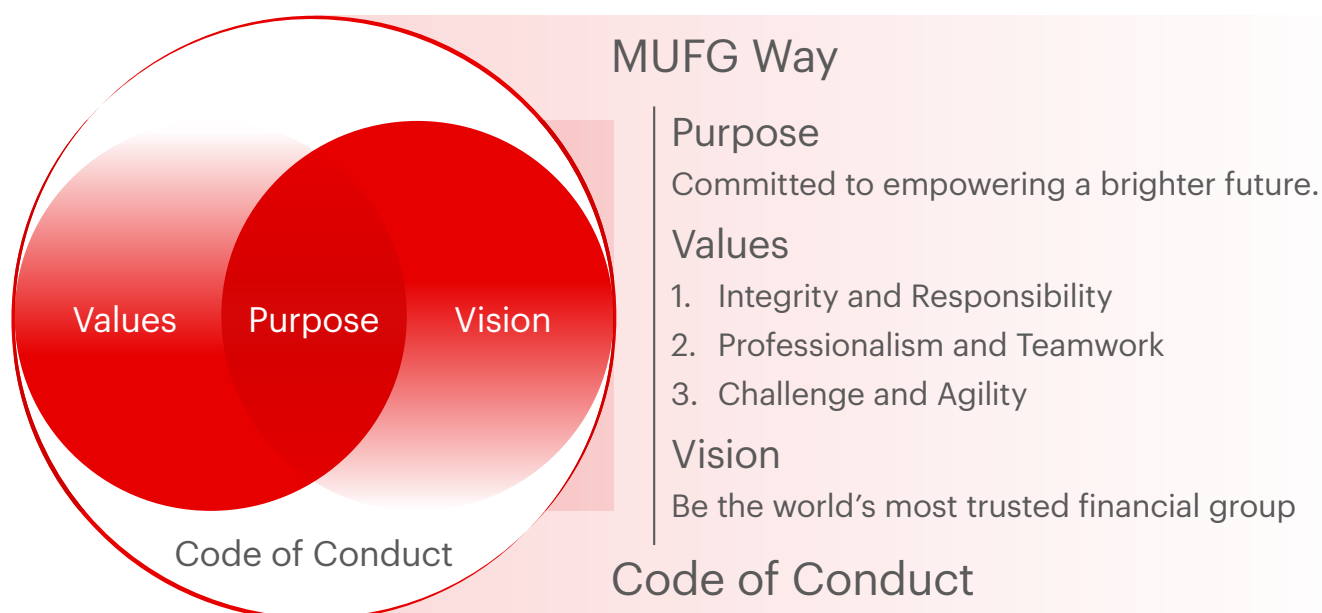 Values
Purpose
Vision
Code of Conduct
MUFG Way
Purpose
Committed to empowering a brighter future.
Values
1. Integrity and Responsibility
2. Professionalism and Teamwork
3. Challenge and Agility
Vision
Be the world’s most trusted financial group
Code of Conduct